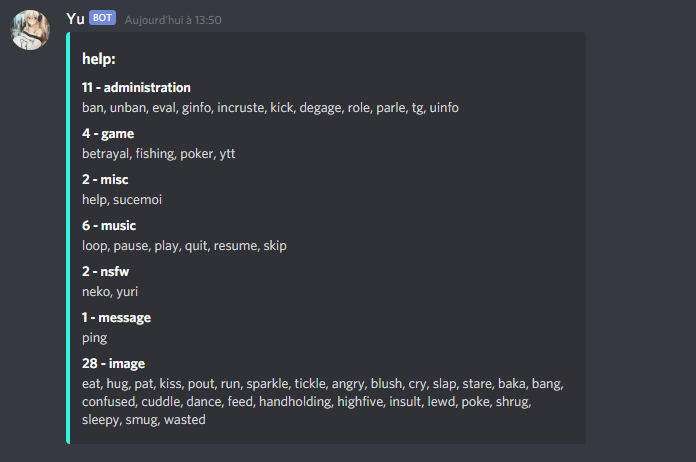 Yu BOT Aujourd'hui à 13:50
help:
11 - administration
ban, unban, eval, ginfo, incruste, kick, degage, role, parle, tg, uinfo
4 - game
betrayal, fishing, poker, ytt
2 - misc
help, sucemoi
6 - music
loop, pause, play, quit, resume, skip
2 - nsfw
neko, yuri
1 - message
ping
28 - image
eat, hug, pat, kiss, pout, run, sparkle, tickle, angry, blush, cry, slap, stare, baka, bang,
confused, cuddle, dance, feed, handholding, highfive, insult, lewd, poke, shrug,
sleepy, smug, wasted